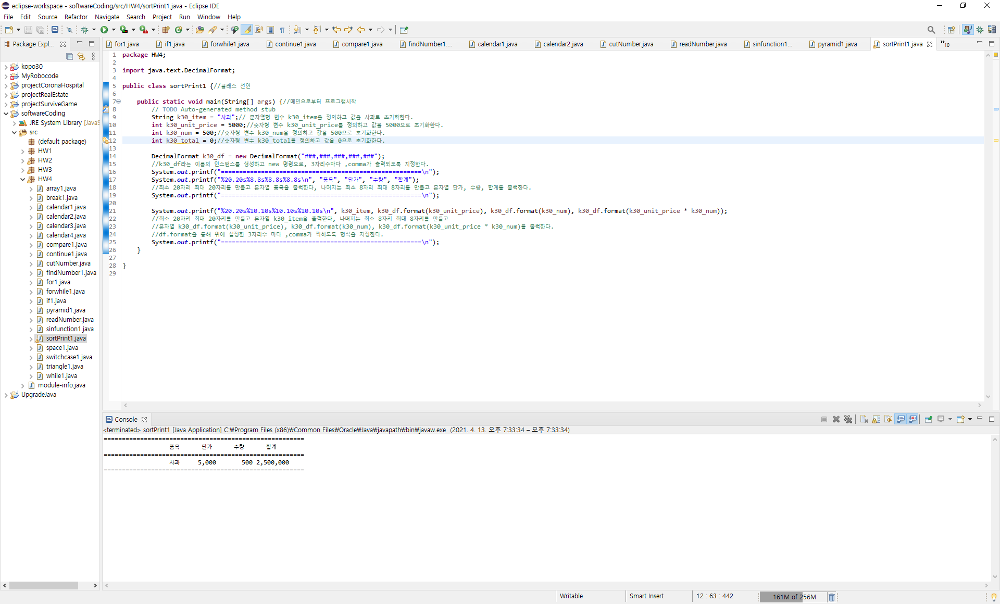 eclipse-workspace - softwareCoding/src/HW4/sortPrint1.java - Eclipse IDE
File Edit Source Refactor Navigate Search Project Run Window Help
Package Expl...
for1.java if1.java forwhile1.java continue1.java compare1.java findNumber1.... calendar1.java calendar2.java cutNumber.java readNumber.java sinfunction1... pyramid1.java sortPrint1.java »10
kopo30
MyRobocode
projectCoronaHospital
projectRealEstate
projectSurviveGame
softwareCoding
JRE System Library [JavaS
src
(default package)
HW1
HW2
HW3
HW4
array1.java
break1.java
calendar1.java
calendar2.java
calendar3.java
calendar4.java
compare1.java
continue1.java
cutNumber.java
findNumber1.java
for1.java
forwhile1.java
if1.java
pyramid1.java
readNumber.java
sinfunction1.java
sortPrint1.java
space1.java
switchcase1.java
triangle1.java
while1.java
module-info.java
UpgradeJava
1 package HW4;
2
3 import java.text.DecimalFormat;
4
5 public class sortPrint1 {//클래스 선언
6
7 public static void main(String[] args) {//메인으로부터 프로그램시작
8 // TODO Auto-generated method stub
9 String k30_item = "사과";// 문자열형 변수 k30_item을 정의하고 값을 사과로 초기화한다.
10 int k30_unit_price = 5000;//숫자형 변수 k30_unit_price를 정의하고 값을 5000으로 초기화한다.
11 int k30_num = 500;//숫자형 변수 k30_num을 정의하고 값을 500으로 초기화한다.
12 int k30_total = 0;//숫자형 변수 k30_total를 정의하고 값을 0으로 초기화한다.
13
14 DecimalFormat k30_df = new DecimalFormat("###,###,###,###,###");
15 //k30_df라는 이름의 인스턴스를 생성하고 new 명령으로, 3자리수마다 ,comma가 출력되도록 지정한다.
16 System.out.printf("=======================================================\n");
17 System.out.printf("%20.20s%8.8s%8.8s%8.8s\n", "품목", "단가", "수량", "합계");
18 //최소 20자리 최대 20자리를 만들고 문자열 품목을 출력한다, 나머지는 최소 8자리 최대 8자리를 만들고 문자열 단가, 수량, 합계를 출력한다.
19 System.out.printf("=======================================================\n");
20
21 System.out.printf("%20.20s%10.10s%10.10s%10.10s\n", k30_item, k30_df.format(k30_unit_price), k30_df.format(k30_num), k30_df.format(k30_unit_price * k30_num));
22 //최소 20자리 최대 20자리를 만들고 문자열 k30_item을 출력한다, 나머지는 최소 8자리 최대 8자리를 만들고
23 //문자열 k30_df.format(k30_unit_price), k30_df.format(k30_num), k30_df.format(k30_unit_price * k30_num)를 출력한다.
24 //df.format을 통해 위에 설정한 3자리수 마다 ,comma가 찍히도록 형식을 지정한다.
25 System.out.printf("=======================================================\n");
26 }
27
28 }
29
Console
<terminated> sortPrint1 [Java Application] C:₩Program Files (x86)₩Common Files₩Oracle₩Java₩javapath₩bin₩javaw.exe (2021. 4. 13. 오후 7:33:34 – 오후 7:33:34)
=======================================================
품목 단가 수량 합계
=======================================================
사과 5,000 500 2,500,000
=======================================================
Writable Smart Insert 12 : 63 : 442 161M of 256M